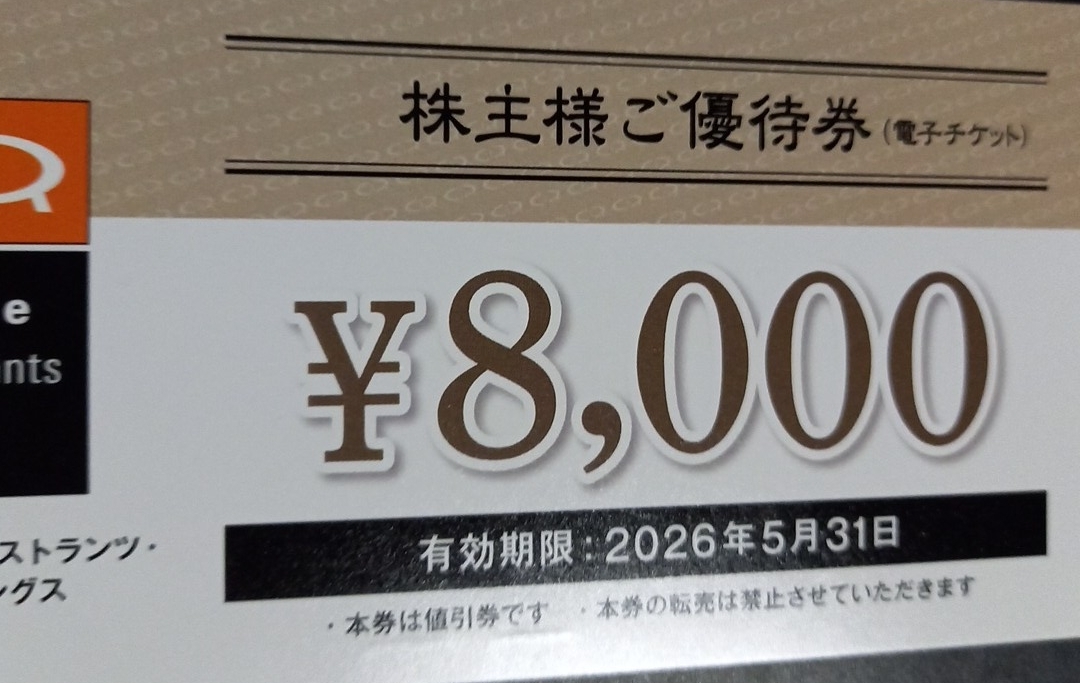 株主様ご優待券(電子チケット)
e
nts
¥8,000
ストランツ・
ングス
有効期限:2026年5月31日
・本券は値引券です ・本券の転売は禁止させていただきます